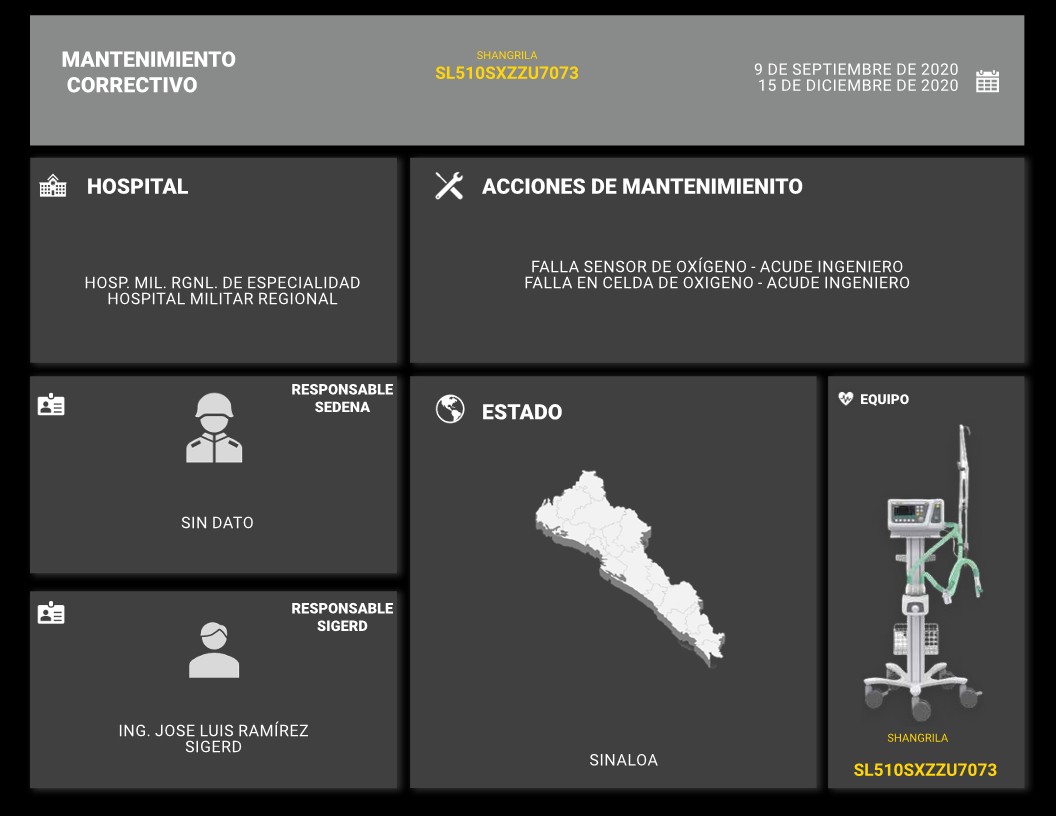 MANTENIMIENTO
CORRECTIVO
SHANGRILA
SL510SXZZU7073
9 DE SEPTIEMBRE DE 2020
15 DE DICIEMBRE DE 2020
HOSPITAL
HOSP. MIL. RGNL. DE ESPECIALIDAD
HOSPITAL MILITAR REGIONAL
ACCIONES DE MANTENIMIENITO
FALLA SENSOR DE OXÍGENO - ACUDE INGENIERO
FALLA EN CELDA DE OXIGENO - ACUDE INGENIERO
RESPONSABLE
SEDENA
SIN DATO
RESPONSABLE
SIGERD
ING. JOSE LUIS RAMÍREZ
SIGERD
ESTADO
SINALOA
EQUIPO
SHANGRILA
SL510SXZZU7073